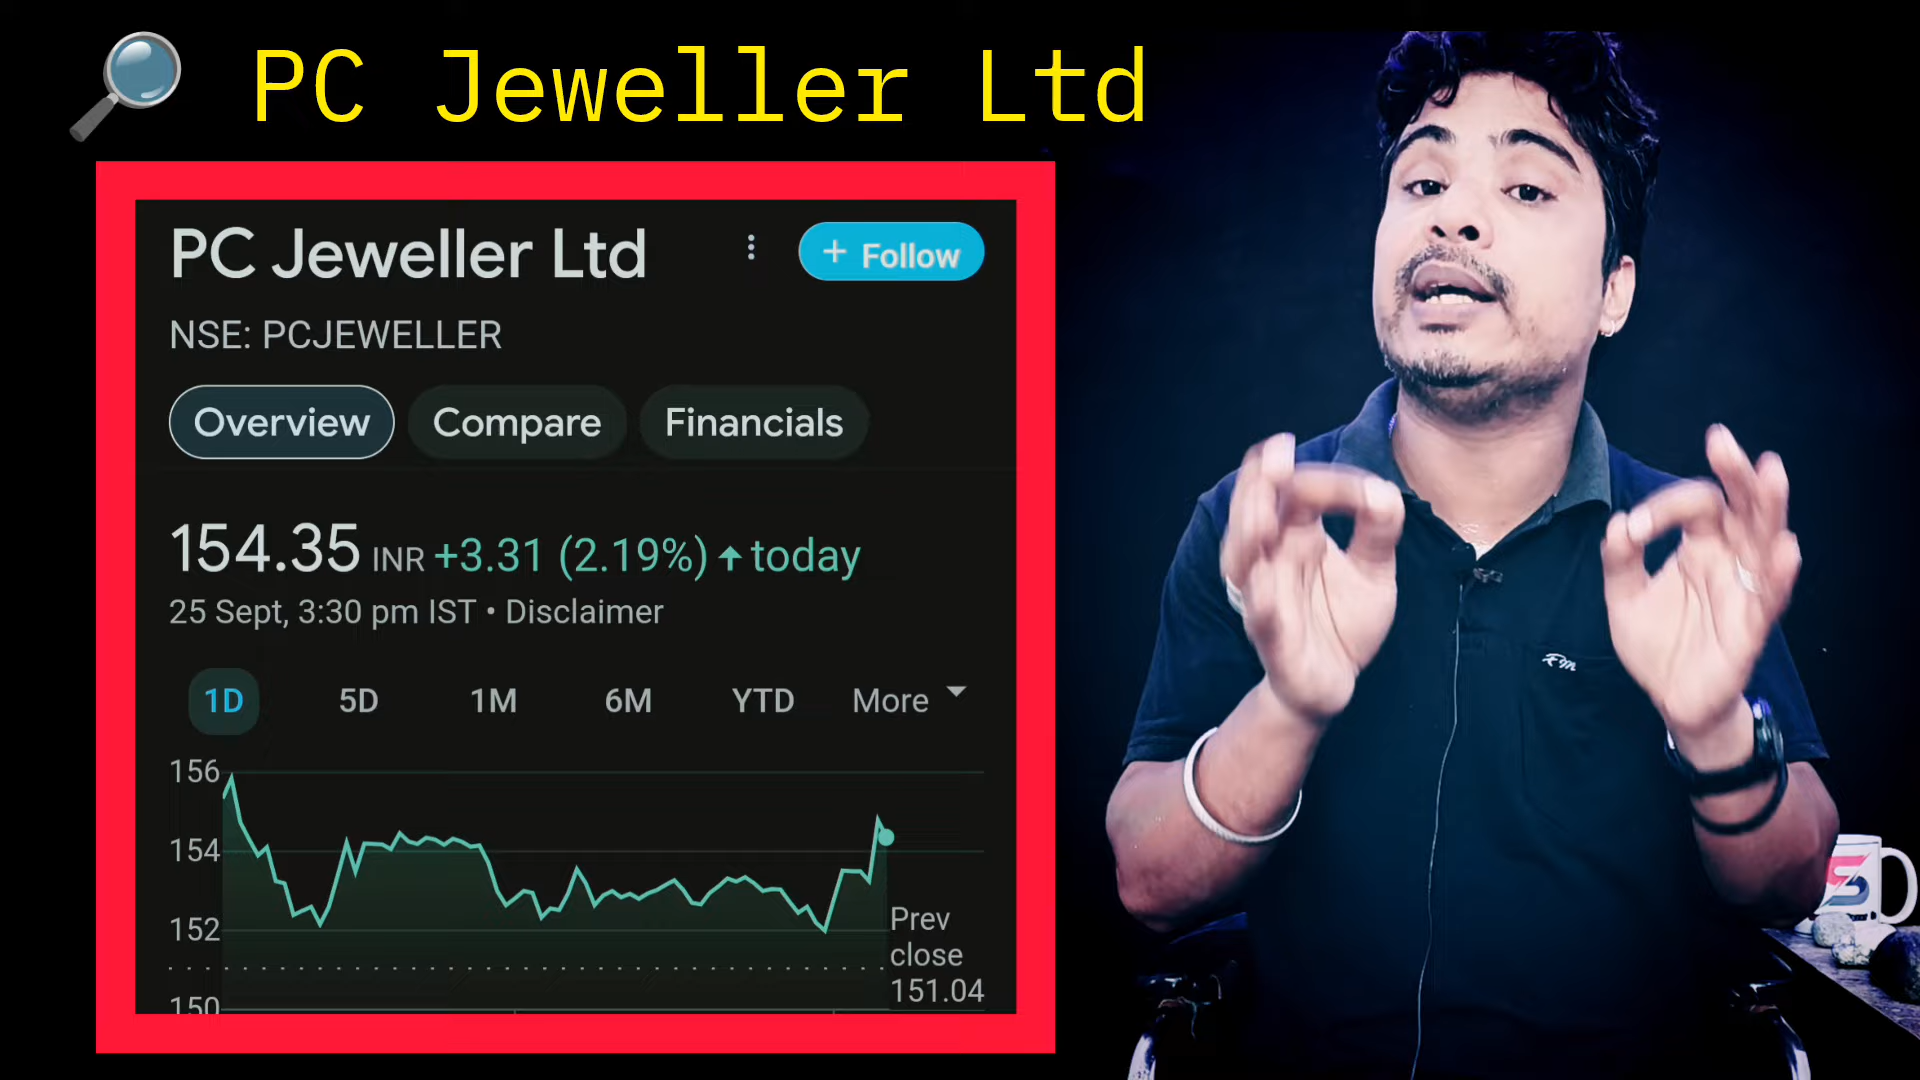 PC Jeweller Ltd
PC Jeweller Ltd
+ Follow
NSE: PCJEWELLER
Overview Compare Financials
154.35 INR +3.31 (2.19%) ↑ today
25 Sept, 3:30 pm IST • Disclaimer
1D 5D 1M 6M YTD More
156
154
152
150
Prev
close
151.04